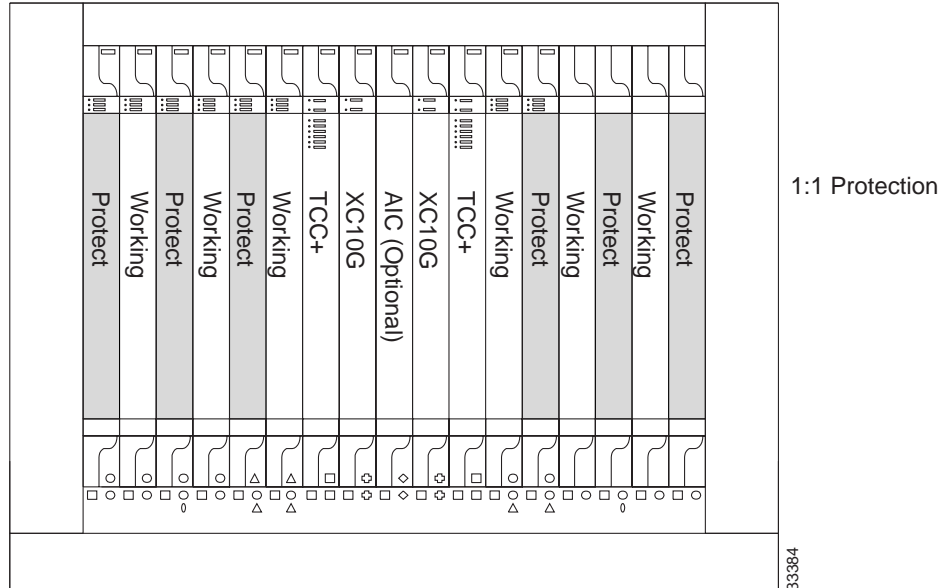 Protect
Working
Protect
Working
Protect
Working
TCC+
XC10G
AIC (Optional)
XC10G
TCC+
Working
Protect
Working
Protect
Working
Protect
1:1 Protection
33384